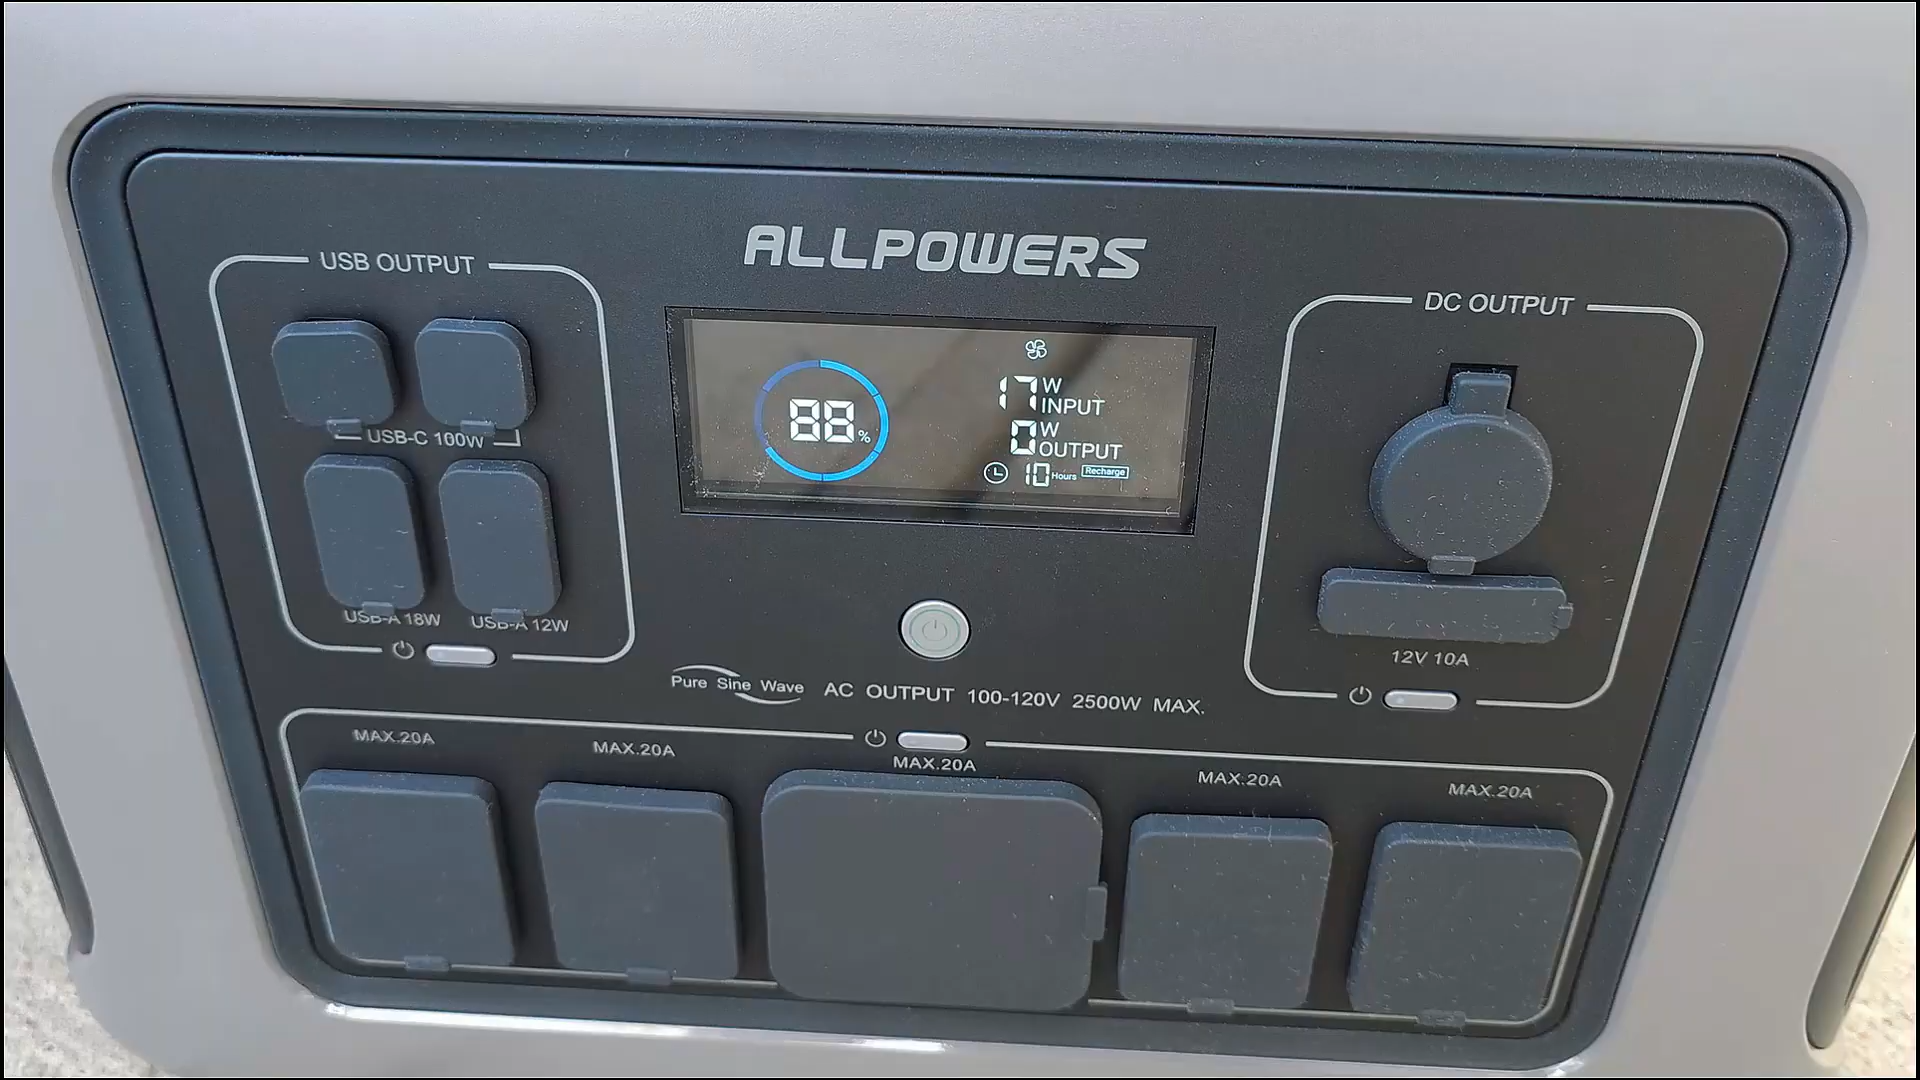 ALLPOWERS
USB OUTPUT
USB-C 100W
USB-A 18W
USB-A 12W
88%
17 W
INPUT
0 W
OUTPUT
10 Hours Recharge
DC OUTPUT
12V 10A
Pure Sine Wave
AC OUTPUT 100-120V 2500W MAX.
MAX.20A
MAX.20A
MAX.20A
MAX.20A
MAX.20A